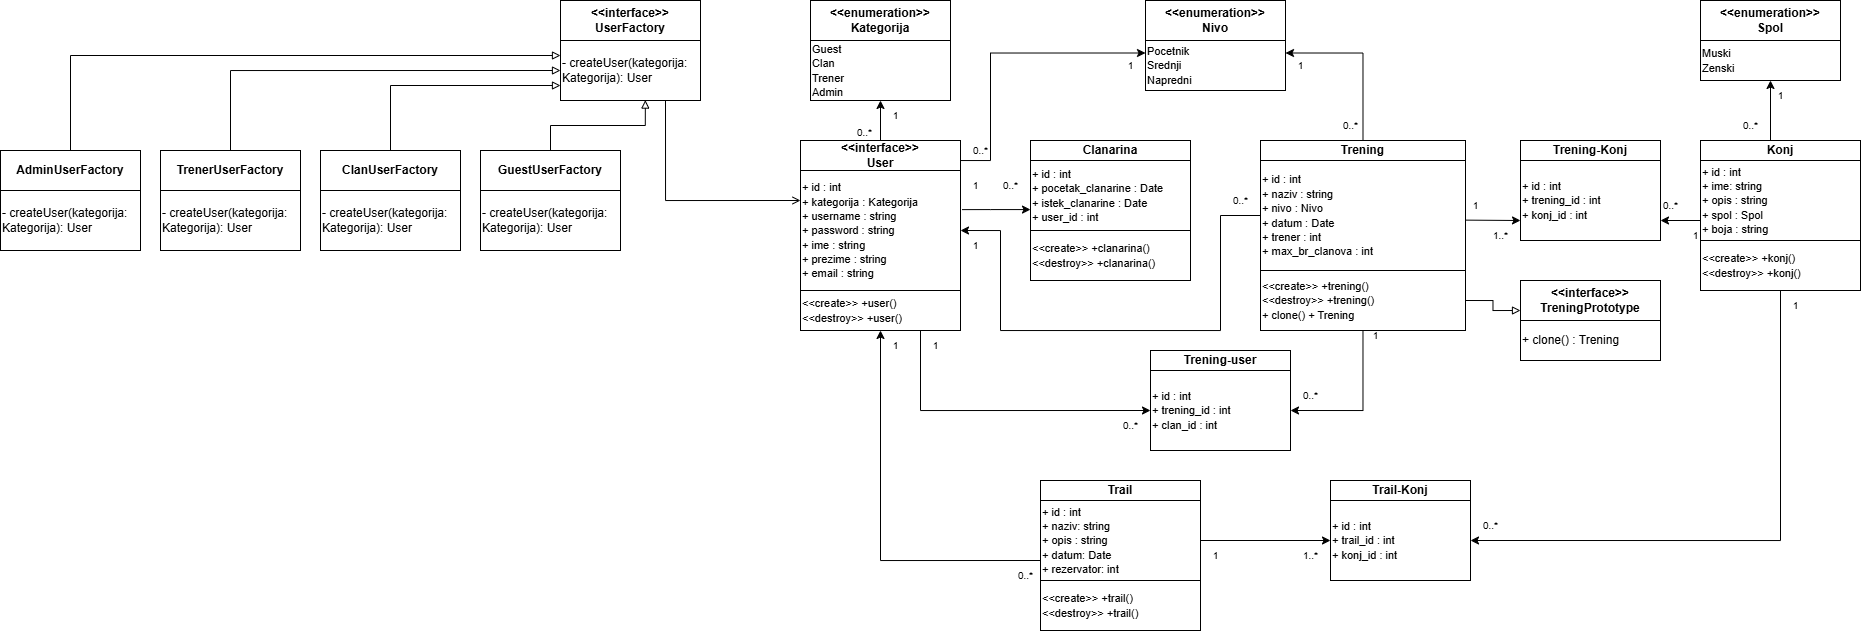 <<interface>>
UserFactory
- createUser(kategorija:
Kategorija): User
<<enumeration>>
Kategorija
Guest
Clan
Trener
Admin
<<enumeration>>
Nivo
Pocetnik
Srednji
Napredni
<<enumeration>>
Spol
Muski
Zenski
1
1
1
1
0..*
0..*
0..*
0..*
AdminUserFactory
- createUser(kategorija:
Kategorija): User
TrenerUserFactory
- createUser(kategorija:
Kategorija): User
ClanUserFactory
- createUser(kategorija:
Kategorija): User
GuestUserFactory
- createUser(kategorija:
Kategorija): User
<<interface>>
User
+ id : int
+ kategorija : Kategorija
+ username : string
+ password : string
+ ime : string
+ prezime : string
+ email : string
<<create>> +user()
<<destroy>> +user()
1
0..*
1
Clanarina
+ id : int
+ pocetak_clanarine : Date
+ istek_clanarine : Date
+ user_id : int
<<create>> +clanarina()
<<destroy>> +clanarina()
0..*
Trening
+ id : int
+ naziv : string
+ nivo : Nivo
+ datum : Date
+ trener : int
+ max_br_clanova : int
<<create>> +trening()
<<destroy>> +trening()
+ clone() + Trening
1
1..*
Trening-Konj
+ id : int
+ trening_id : int
+ konj_id : int
0..*
1
Konj
+ id : int
+ ime: string
+ opis : string
+ spol : Spol
+ boja : string
<<create>> +konj()
<<destroy>> +konj()
<<interface>>
TreningPrototype
+ clone() : Trening
1
1
1
1
Trening-user
+ id : int
+ trening_id : int
+ clan_id : int
0..*
0..*
Trail
+ id : int
+ naziv: string
+ opis : string
+ datum: Date
+ rezervator: int
<<create>> +trail()
<<destroy>> +trail()
0..*
1
1..*
Trail-Konj
+ id : int
+ trail_id : int
+ konj_id : int
0..*